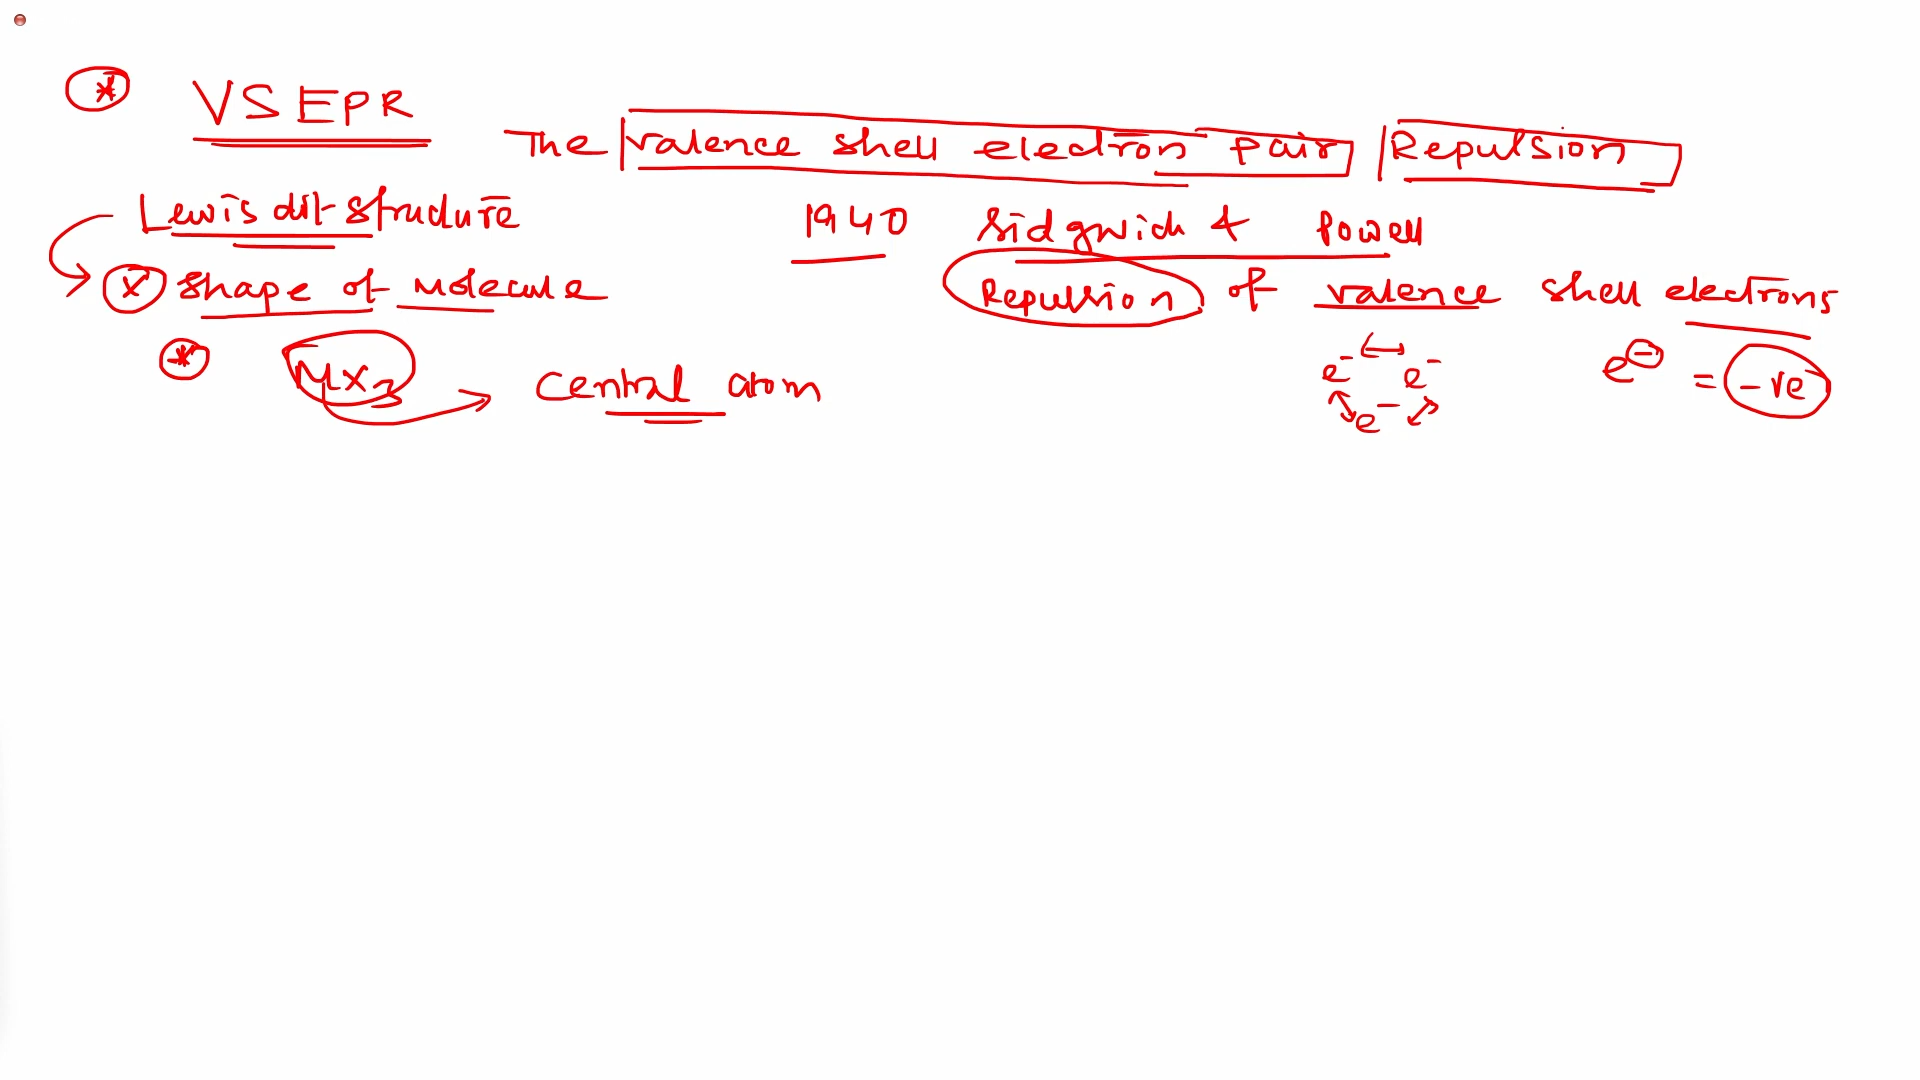 VSEPR
The valence shell electron pair Repulsion
Lewis dot structure
1940 Sidgwick & Powell
shape of molecule
Repulsion of valence shell electrons
MX₃ → Central atom
e⁻ ↔ e⁻
e⁻
e⁻ = -ve